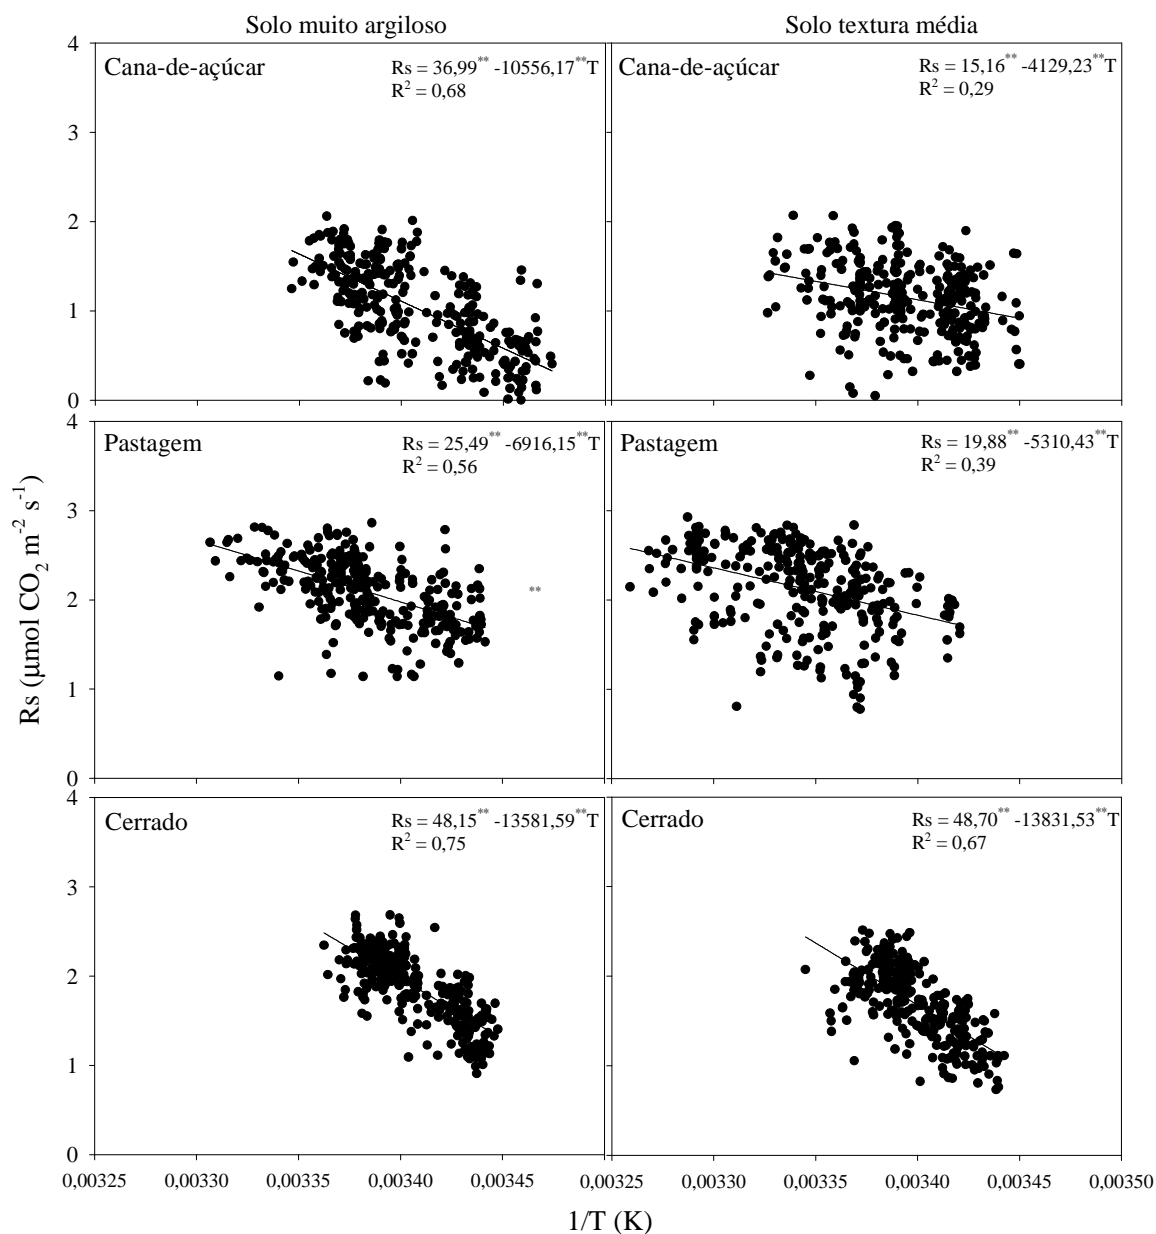 Solo muito argiloso
Solo textura média
4
3
2
1
0
Cana-de-açúcar
Rs = 36,99** -10556,17**T
R² = 0,68
Cana-de-açúcar
Rs = 15,16** -4129,23**T
R² = 0,29
4
3
2
1
0
Pastagem
Rs = 25,49** -6916,15**T
R² = 0,56
Pastagem
Rs = 19,88** -5310,43**T
R² = 0,39
**
Rs (µmol CO₂ m⁻² s⁻¹)
4
3
2
1
0
Cerrado
Rs = 48,15** -13581,59**T
R² = 0,75
Cerrado
Rs = 48,70** -13831,53**T
R² = 0,67
0,00325 0,00330 0,00335 0,00340 0,00345 0,00325 0,00330 0,00335 0,00340 0,00345 0,00350
1/T (K)